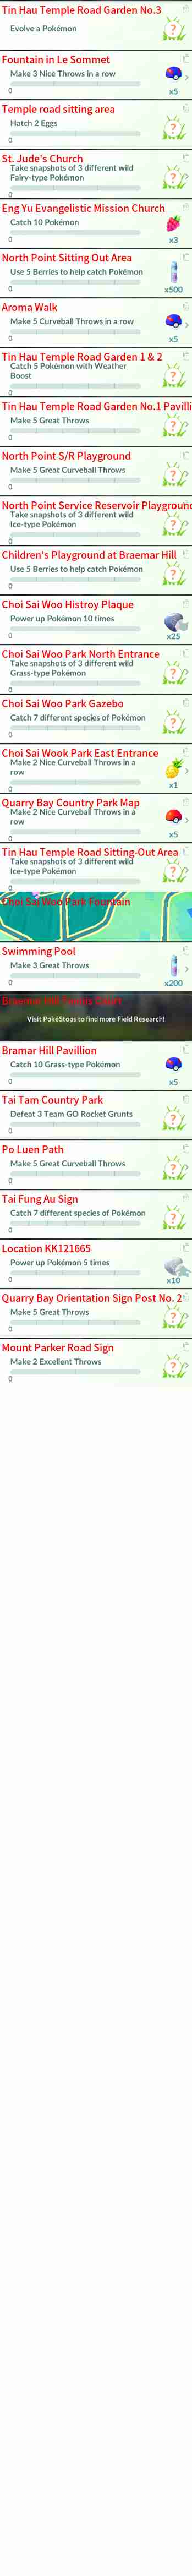 Tin Hau Temple Road Garden No.3
Evolve a Pokémon
Fountain in Le Sommet
Make 3 Nice Throws in a row
0
x5
Temple road sitting area
Hatch 2 Eggs
0
St. Jude's Church
Take snapshots of 3 different wild
Fairy-type Pokémon
0
Eng Yu Evangelistic Mission Church
Catch 10 Pokémon
0
x3
North Point Sitting Out Area
Use 5 Berries to help catch Pokémon
0
x500
Aroma Walk
Make 5 Curveball Throws in a row
0
x5
Tin Hau Temple Road Garden 1 & 2
Catch 5 Pokémon with Weather
Boost
0
Tin Hau Temple Road Garden No.1 Pavilli
Make 5 Great Throws
0
North Point S/R Playground
Make 5 Great Curveball Throws
0
North Point Service Reservoir Playground
Take snapshots of 3 different wild
Ice-type Pokémon
0
Children's Playground at Braemar Hill
Use 5 Berries to help catch Pokémon
0
Choi Sai Woo Histroy Plaque
Power up Pokémon 10 times
0
x25
Choi Sai Woo Park North Entrance
Take snapshots of 3 different wild
Grass-type Pokémon
0
Choi Sai Woo Park Gazebo
Catch 7 different species of Pokémon
0
Choi Sai Wook Park East Entrance
Make 2 Nice Curveball Throws in a
row
0
x1
Quarry Bay Country Park Map
Make 2 Nice Curveball Throws in a
row
0
x5
Tin Hau Temple Road Sitting-Out Area
Take snapshots of 3 different wild
Ice-type Pokémon
0
Choi Sai Woo Park Fountain
Swimming Pool
Make 3 Great Throws
0
x200
Braemar Hill Tennis Court
Visit PokéStops to find more Field Research!
Bramar Hill Pavillion
Catch 10 Grass-type Pokémon
0
x5
Tai Tam Country Park
Defeat 3 Team GO Rocket Grunts
0
Po Luen Path
Make 5 Great Curveball Throws
0
Tai Fung Au Sign
Catch 7 different species of Pokémon
0
Location KK121665
Power up Pokémon 5 times
0
x10
Quarry Bay Orientation Sign Post No. 2
Make 5 Great Throws
0
Mount Parker Road Sign
Make 2 Excellent Throws
0